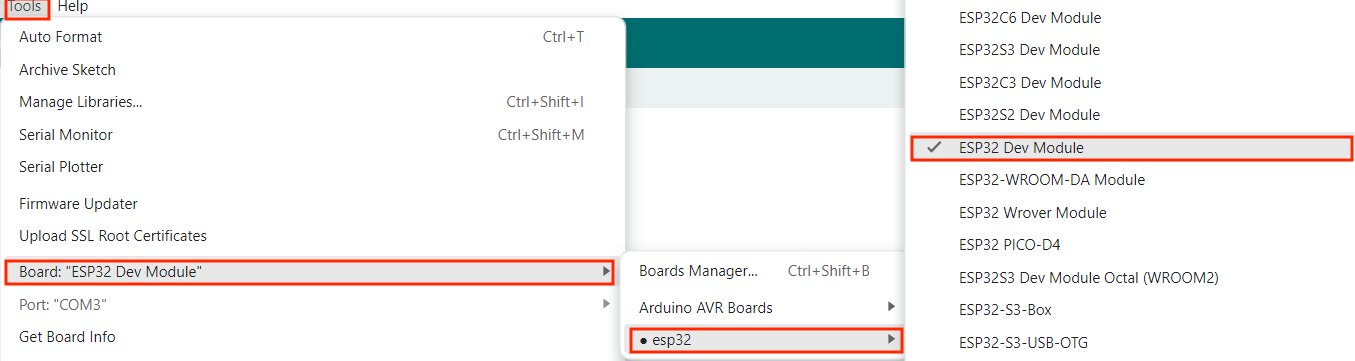 Tools Help
Auto Format Ctrl+T
Archive Sketch
Manage Libraries... Ctrl+Shift+I
Serial Monitor Ctrl+Shift+M
Serial Plotter
Firmware Updater
Upload SSL Root Certificates
Board: "ESP32 Dev Module"
Port: "COM3"
Get Board Info
Boards Manager... Ctrl+Shift+B
Arduino AVR Boards
● esp32
ESP32C6 Dev Module
ESP32S3 Dev Module
ESP32C3 Dev Module
ESP32S2 Dev Module
✓ ESP32 Dev Module
ESP32-WROOM-DA Module
ESP32 Wrover Module
ESP32 PICO-D4
ESP32S3 Dev Module Octal (WROOM2)
ESP32-S3-Box
ESP32-S3-USB-OTG